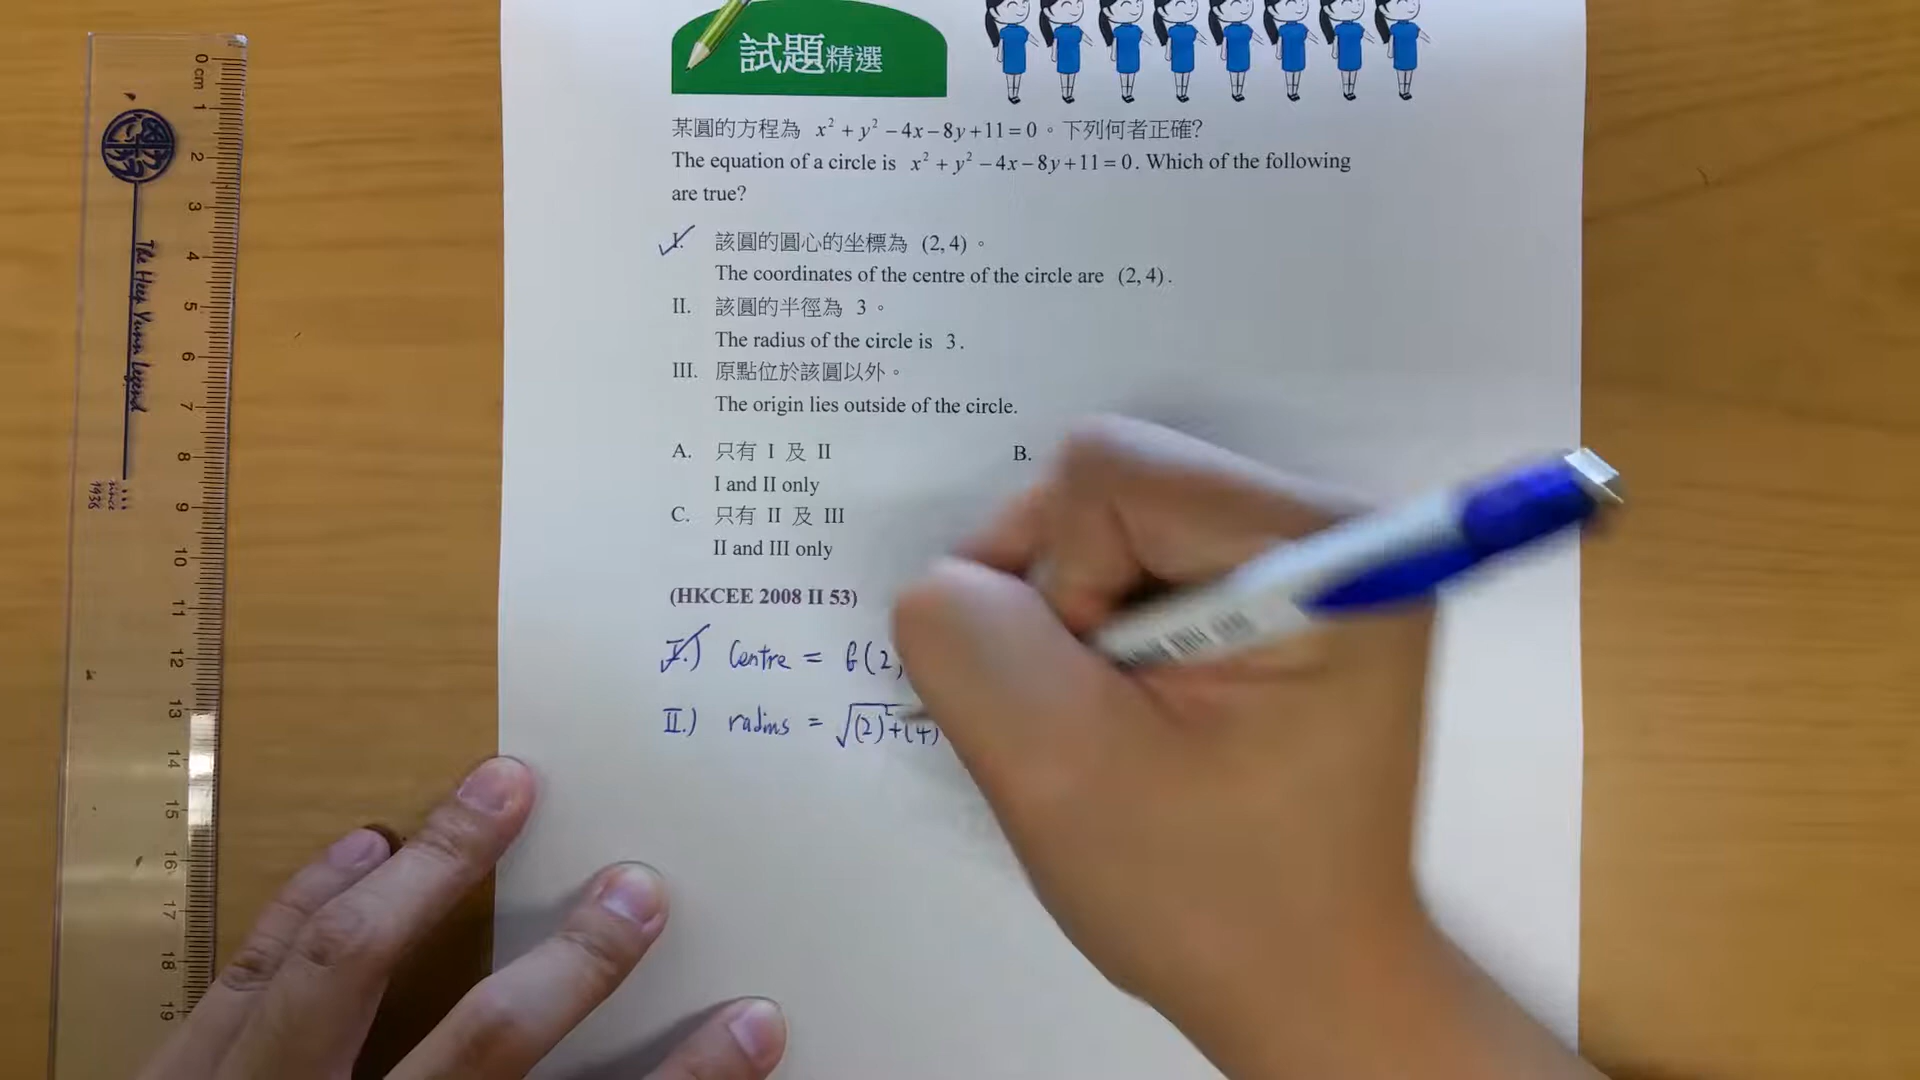 試題精選
某圓的方程為 x² + y² − 4x − 8y + 11 = 0 。下列何者正確?
The equation of a circle is x² + y² − 4x − 8y + 11 = 0. Which of the following
are true?
I. 該圓的圓心的坐標為 (2, 4) 。
The coordinates of the centre of the circle are (2, 4).
II. 該圓的半徑為 3 。
The radius of the circle is 3.
III. 原點位於該圓以外。
The origin lies outside of the circle.
A. 只有 I 及 II
B.
I and II only
C. 只有 II 及 III
II and III only
(HKCEE 2008 II 53)
I.) Centre = G(2,
II.) radius = √(2)²+(4)
0 cm 1 2 3 4 5 6 7 8 9 10 11 12 13 14 15 16 17 18 19
The Hien Yumn Legend
since 1936